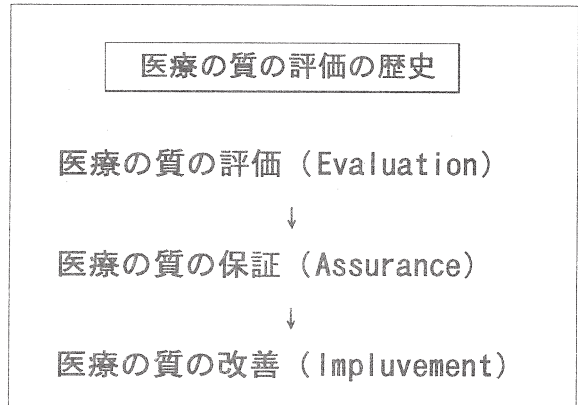 医療の質の評価の歴史
医療の質の評価（Evaluation）
↓
医療の質の保証（Assurance）
↓
医療の質の改善（Impluvement）